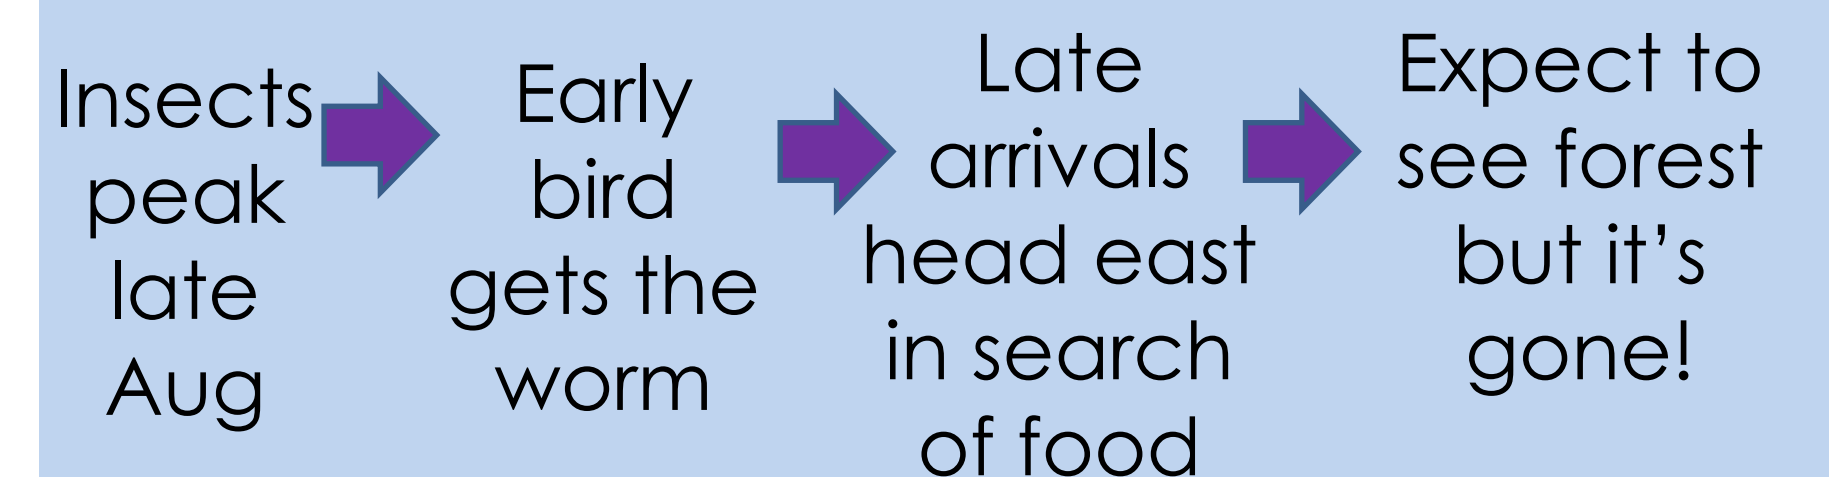 Insects
peak
late
Aug
Early
bird
gets the
worm
Late
arrivals
head east
in search
of food
Expect to
see forest
but it’s
gone!